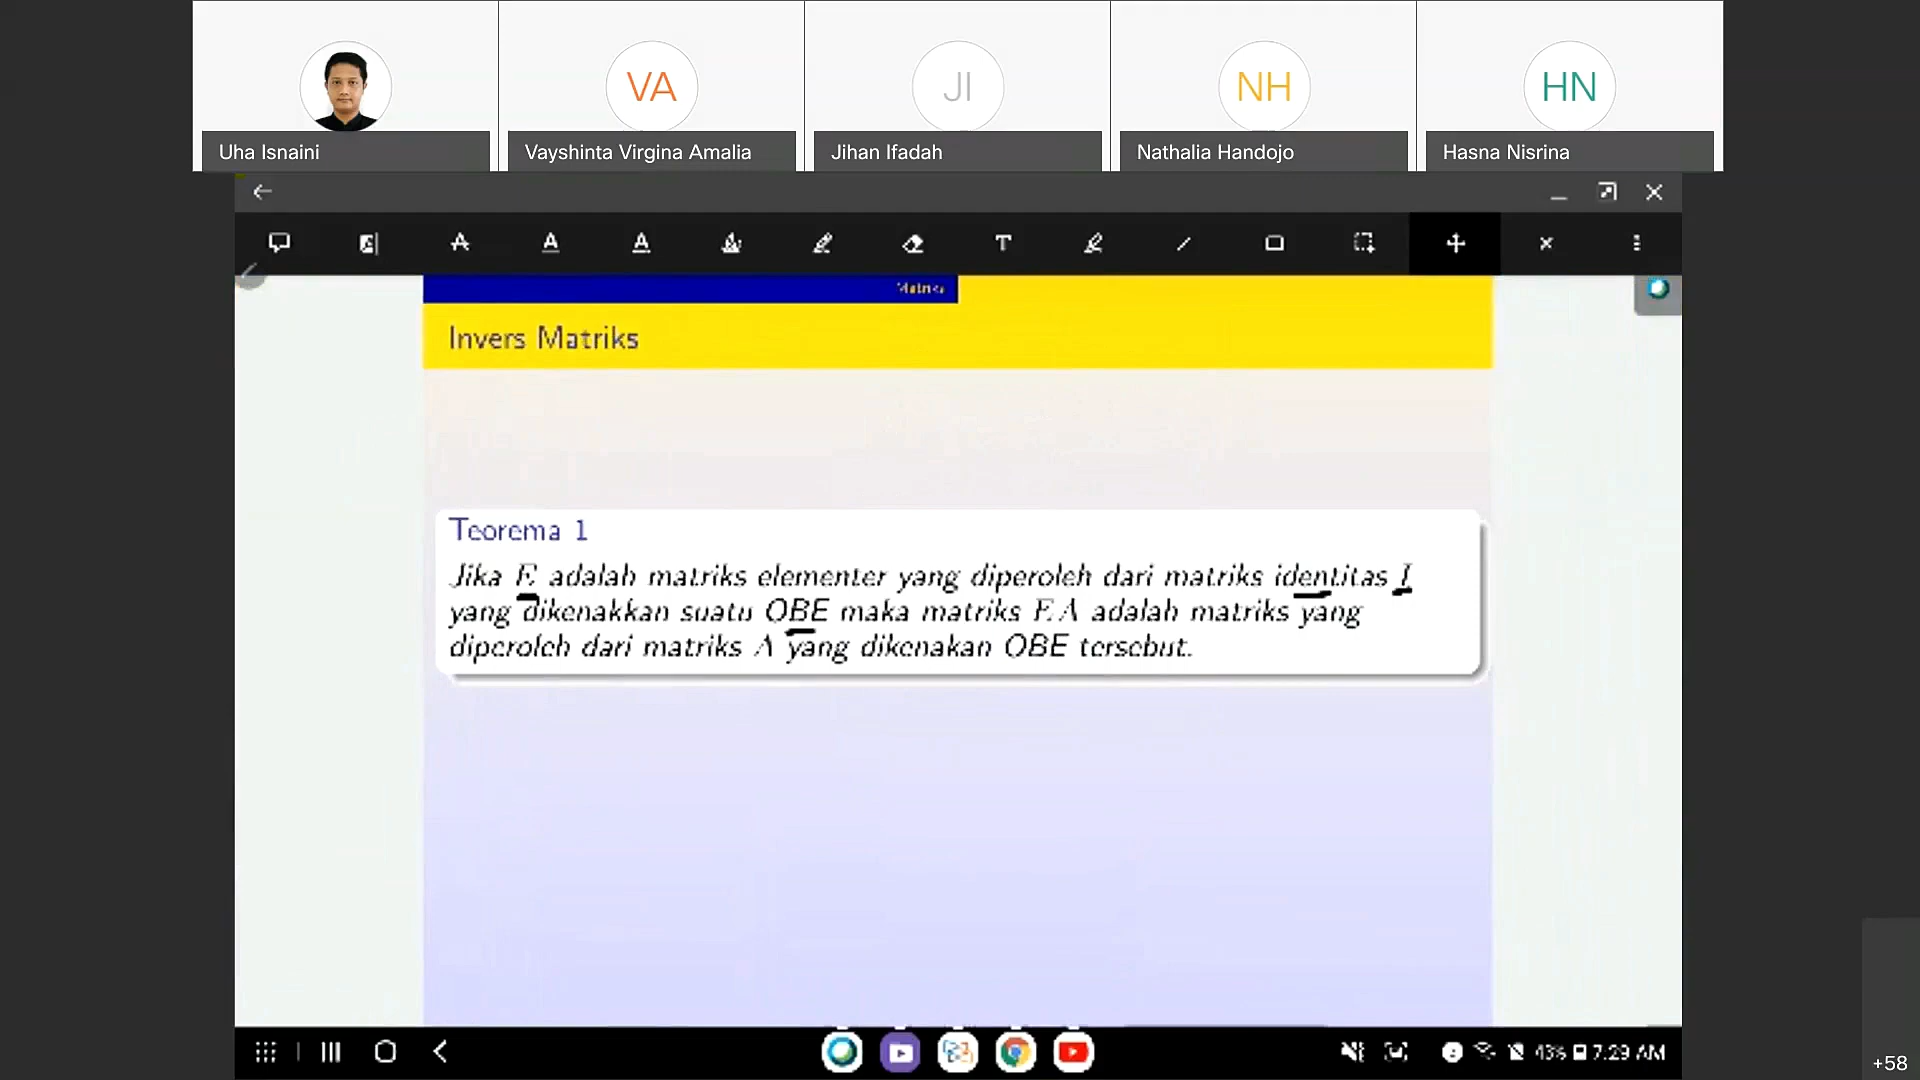 VA
JI
NH
HN
Uha Isnaini
Vayshinta Virgina Amalia
Jihan Ifadah
Nathalia Handojo
Hasna Nisrina
Matriks
Invers Matriks
Teorema 1
Jika E adalah matriks elementer yang diperoleh dari matriks identitas I
yang dikenakkan suatu OBE maka matriks EA adalah matriks yang
diperoleh dari matriks A yang dikenakan OBE tersebut.
43% 7:29 AM
+58